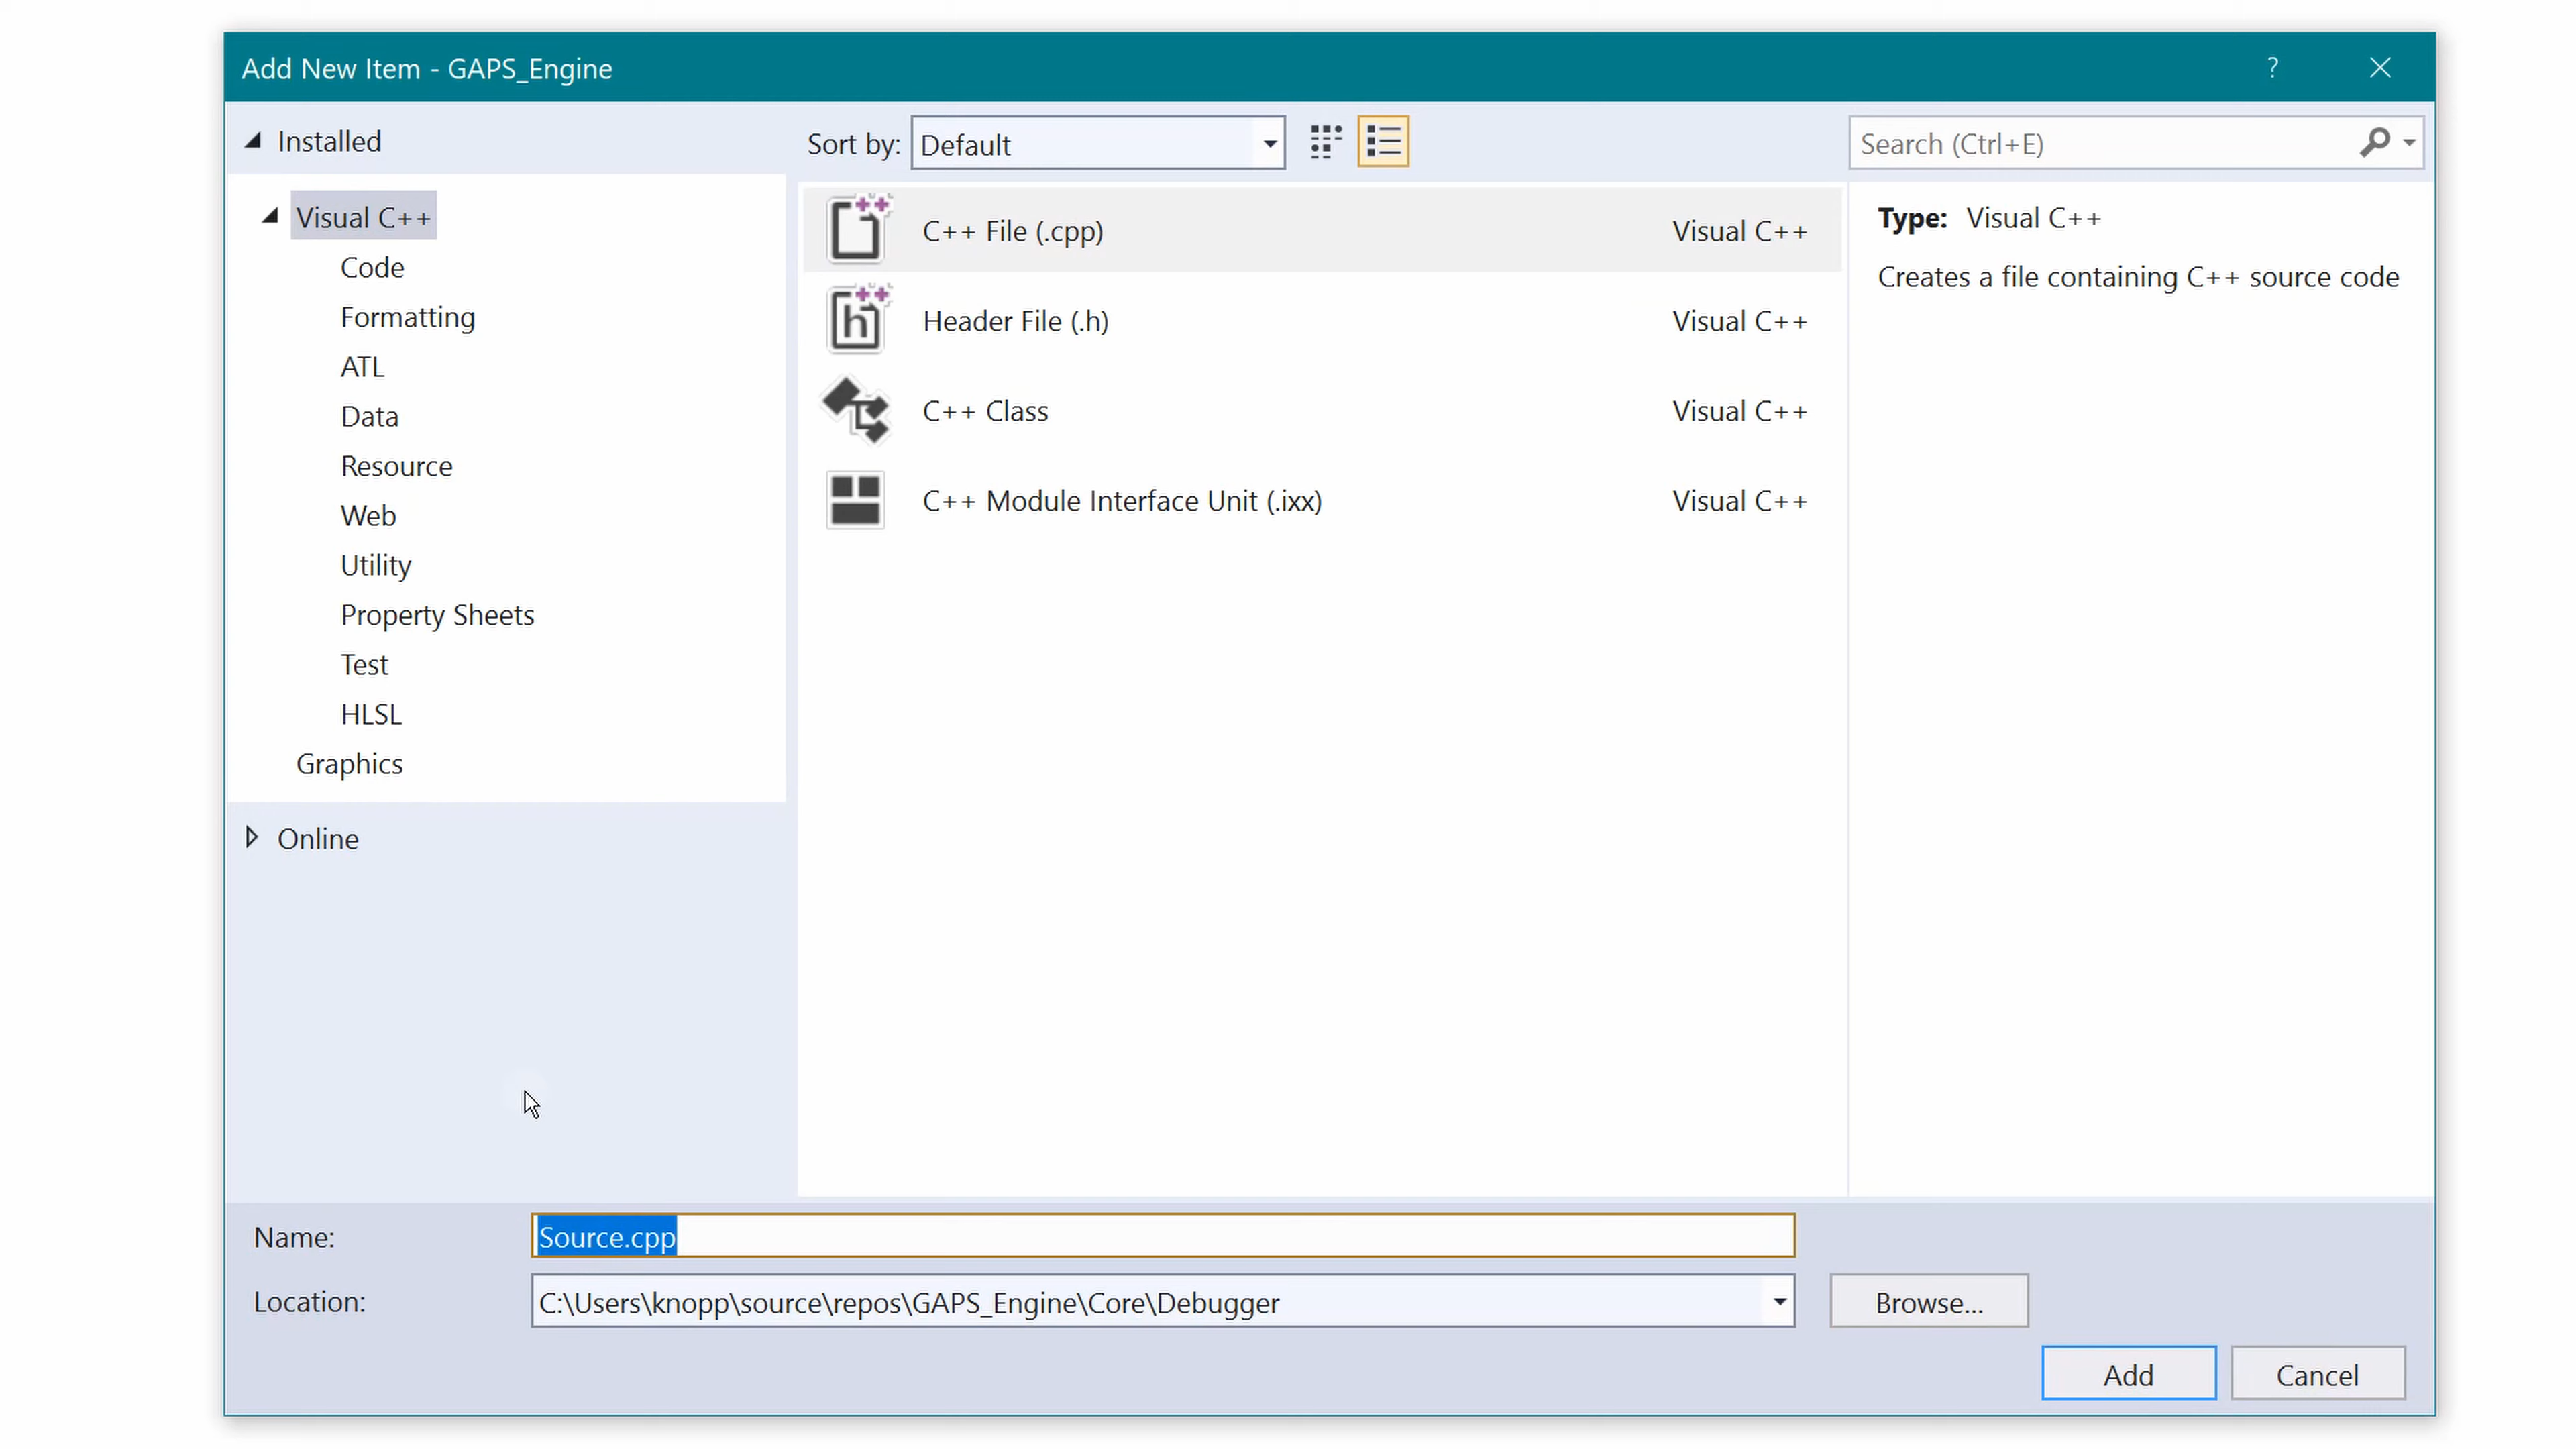 Add New Item - GAPS_Engine
?
Installed
Sort by: Default
Search (Ctrl+E)
Visual C++
Code
Formatting
ATL
Data
Resource
Web
Utility
Property Sheets
Test
HLSL
Graphics
Online
C++ File (.cpp) Visual C++
Header File (.h) Visual C++
C++ Class Visual C++
C++ Module Interface Unit (.ixx) Visual C++
Type: Visual C++
Creates a file containing C++ source code
Name: Source.cpp
Location: C:\Users\knopp\source\repos\GAPS_Engine\Core\Debugger
Browse...
Add Cancel